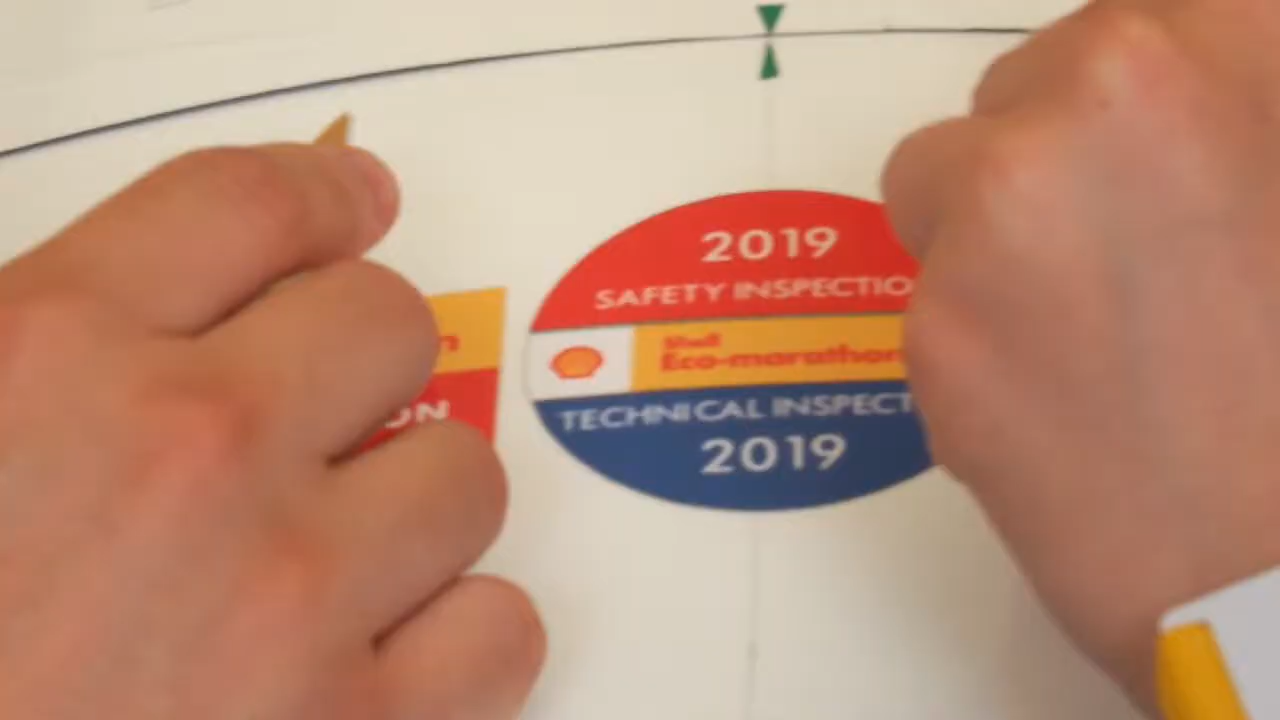 2019
SAFETY INSPECTIO
Shell
Eco-marathon
TECHNICAL INSPECT
2019
n
ON